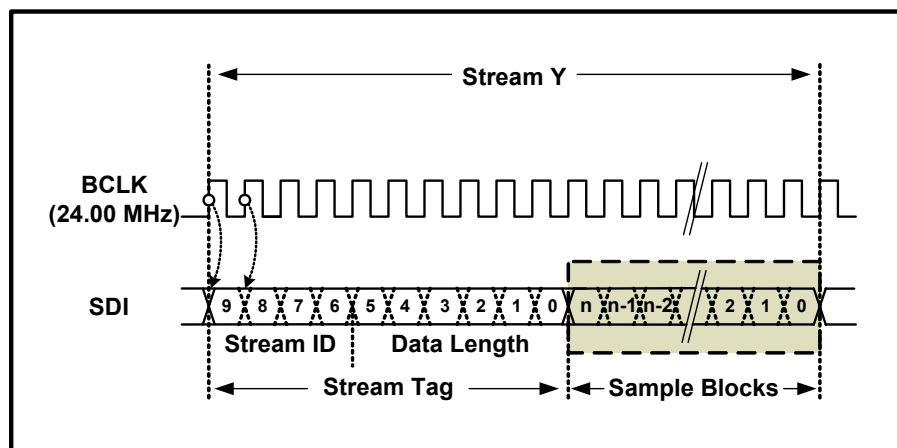 Stream Y
BCLK
(24.00 MHz)
SDI
9 8 7 6 5 4 3 2 1 0 n n-1 n-2 2 1 0
Stream ID Data Length
Stream Tag Sample Blocks